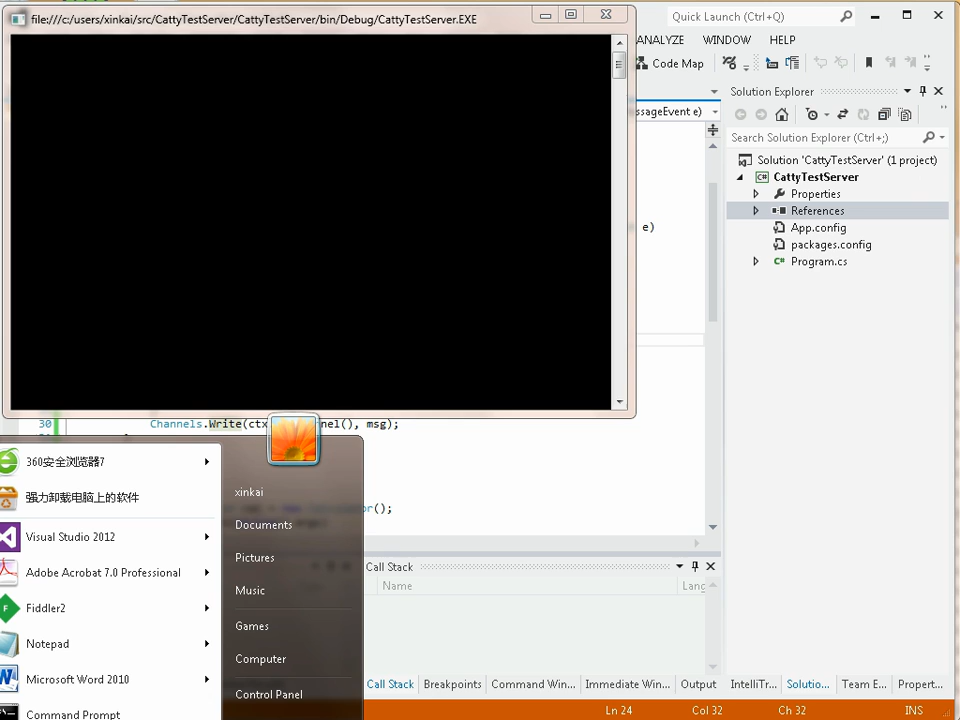 file:///c:/users/xinkai/src/CattyTestServer/CattyTestServer/bin/Debug/CattyTestServer.EXE
Quick Launch (Ctrl+Q)
ANALYZE WINDOW HELP
Code Map
Solution Explorer
ssageEvent e)
Search Solution Explorer (Ctrl+;)
Solution 'CattyTestServer' (1 project)
C# CattyTestServer
Properties
References
e)
App.config
packages.config
C# Program.cs
30 Channels.Write(ctx nel(), msg);
360安全浏览器7
xinkai
强力卸载电脑上的软件
r();
Documents
Visual Studio 2012
Pictures
Call Stack
Adobe Acrobat 7.0 Professional
Name Lang
Music
Fiddler2
Games
Notepad
Computer
Microsoft Word 2010
Call Stack Breakpoints Command Win... Immediate Win... Output IntelliTr... Solutio... Team E... Propert...
Control Panel
Command Prompt
Ln 24 Col 32 Ch 32 INS